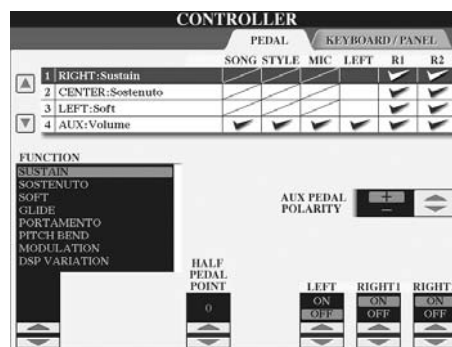 CONTROLLER
PEDAL KEYBOARD/PANEL
SONG STYLE MIC LEFT R1 R2
1 RIGHT:Sustain
2 CENTER:Sostenuto
3 LEFT:Soft
4 AUX:Volume
FUNCTION
SUSTAIN
SOSTENUTO
SOFT
GLIDE
PORTAMENTO
PITCH BEND
MODULATION
DSP VARIATION
AUX PEDAL
POLARITY
+
−
HALF
PEDAL
POINT
0
LEFT RIGHT1 RIGHT
ON ON ON
OFF OFF OFF